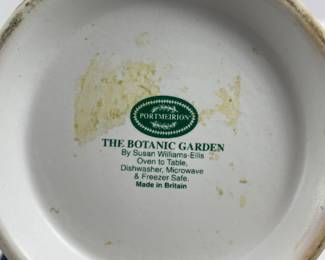 PORTMEIRION
THE BOTANIC GARDEN
By Susan Williams-Ellis
Oven to Table,
Dishwasher, Microwave
& Freezer Safe.
Made in Britain